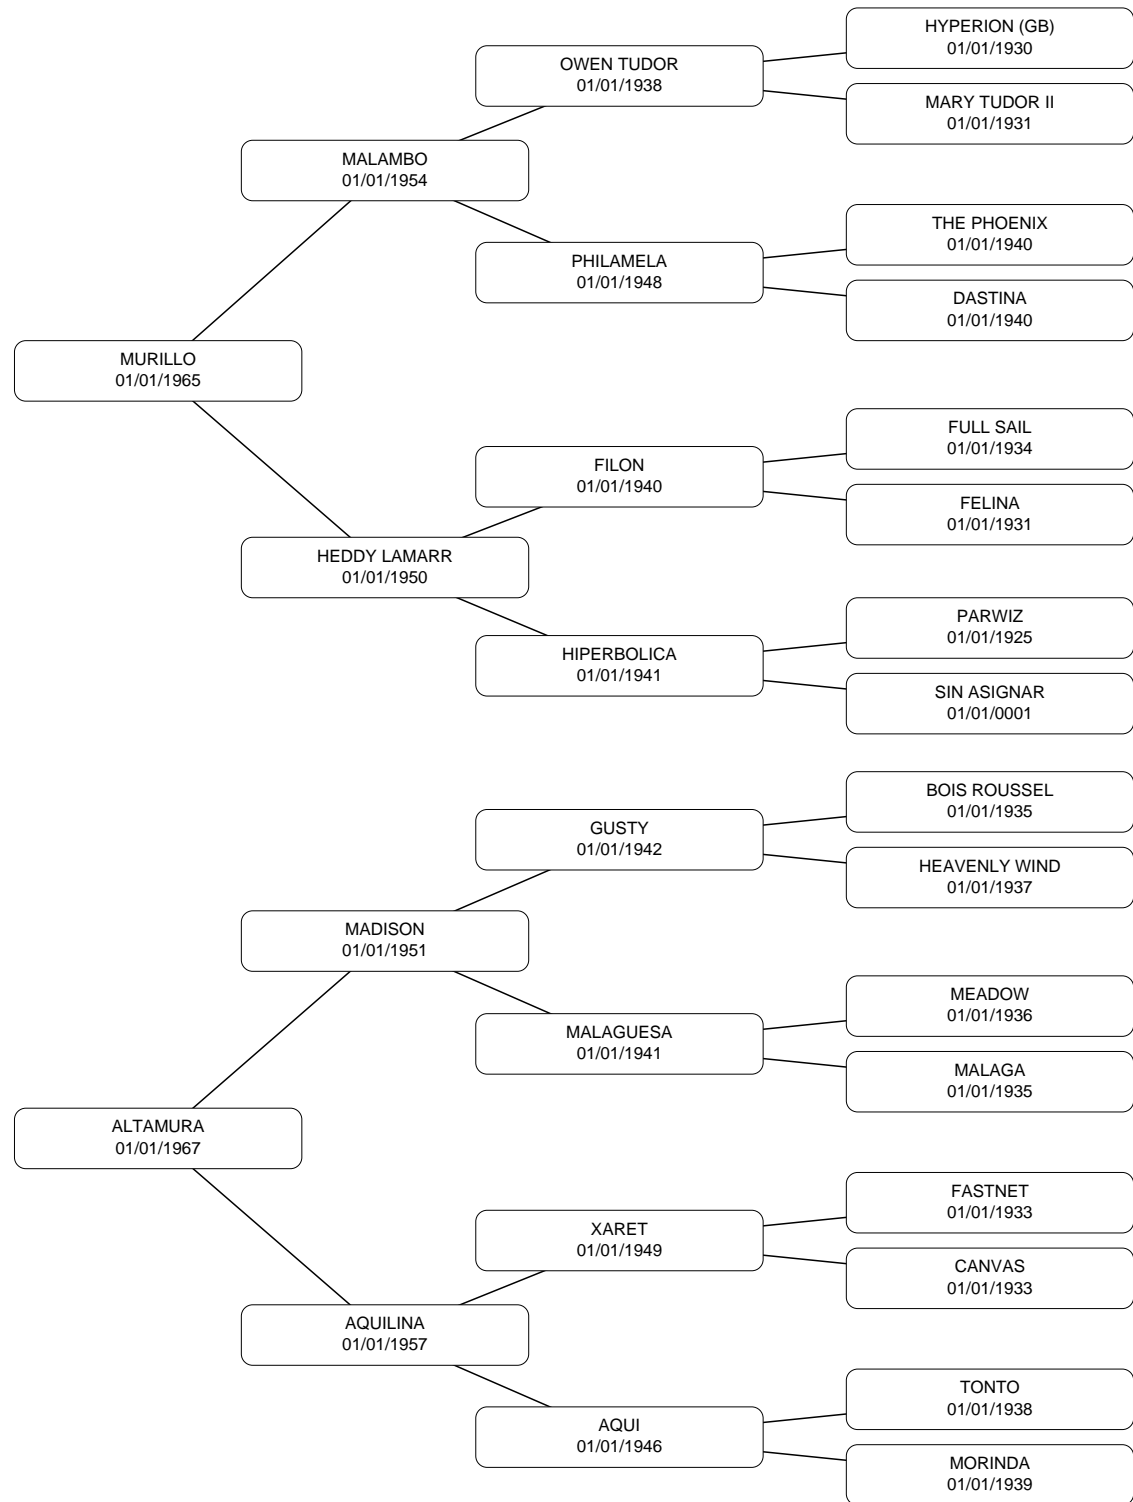 HYPERION (GB)
01/01/1930
OWEN TUDOR
01/01/1938
MARY TUDOR II
01/01/1931
MALAMBO
01/01/1954
THE PHOENIX
01/01/1940
PHILAMELA
01/01/1948
DASTINA
01/01/1940
MURILLO
01/01/1965
FULL SAIL
01/01/1934
FILON
01/01/1940
FELINA
01/01/1931
HEDDY LAMARR
01/01/1950
PARWIZ
01/01/1925
HIPERBOLICA
01/01/1941
SIN ASIGNAR
01/01/0001
BOIS ROUSSEL
01/01/1935
GUSTY
01/01/1942
HEAVENLY WIND
01/01/1937
MADISON
01/01/1951
MEADOW
01/01/1936
MALAGUESA
01/01/1941
MALAGA
01/01/1935
ALTAMURA
01/01/1967
FASTNET
01/01/1933
XARET
01/01/1949
CANVAS
01/01/1933
AQUILINA
01/01/1957
TONTO
01/01/1938
AQUI
01/01/1946
MORINDA
01/01/1939